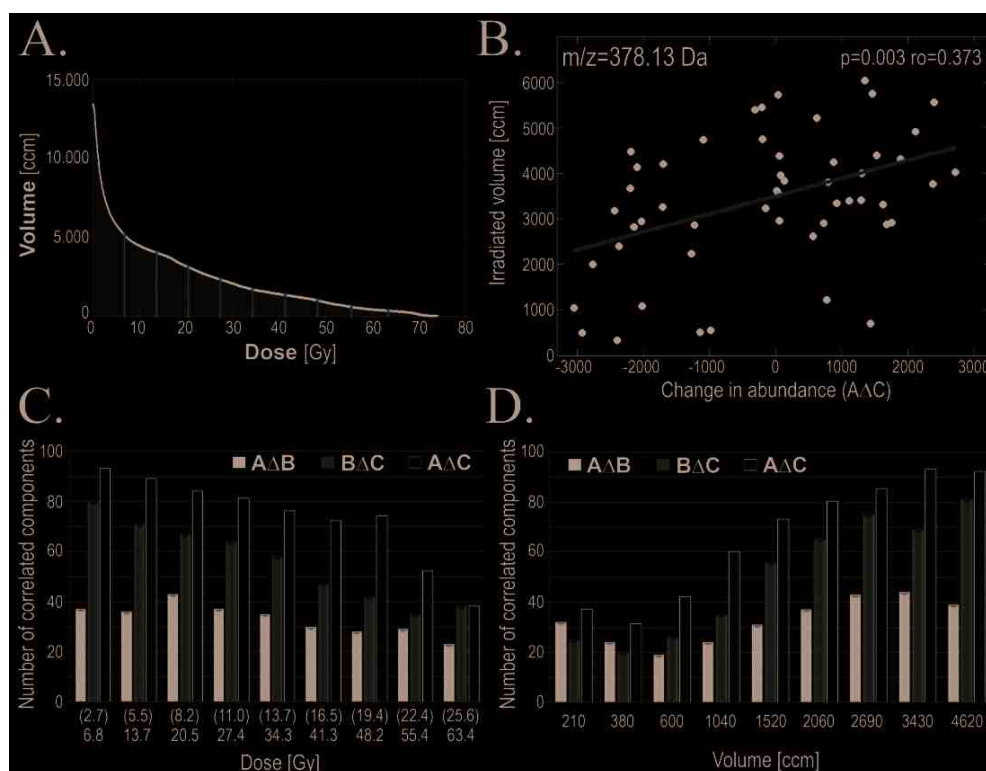 A.
15.000
10.000
5.000
0
Volume [ccm]
0 10 20 30 40 50 60 70 80
Dose [Gy]
B.
m/z=378.13 Da
p=0.003 ro=0.373
6000
5000
4000
3000
2000
1000
0
Irradiated volume [ccm]
-3000 -2000 -1000 0 1000 2000 3000
Change in abundance (AΔC)
C.
AΔB BΔC AΔC
100
80
60
40
20
0
Number of correlated components
(2.7) (5.5) (8.2) (11.0) (13.7) (16.5) (19.4) (22.4) (25.6)
6.8 13.7 20.5 27.4 34.3 41.3 48.2 55.4 63.4
Dose [Gy]
D.
AΔB BΔC AΔC
100
80
60
40
20
0
Number of correlated components
210 380 600 1040 1520 2060 2690 3430 4620
Volume [ccm]